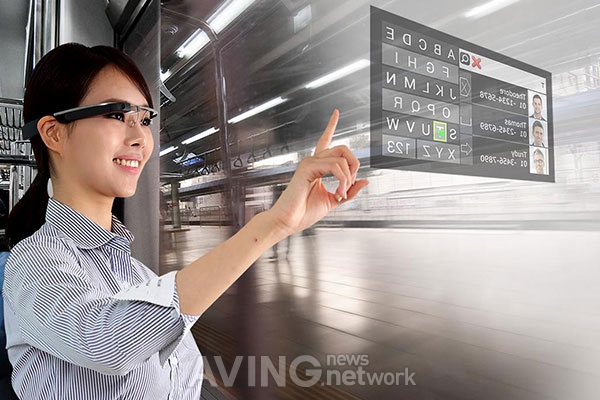 A B C D E
F G H I
J K L M N
O P Q R
S T U V W
X Y Z 123
Theodore
01 -1234-5678
Thomas
01 -2345-6789
Trudy
01 -3456-7890
AVING news
.network